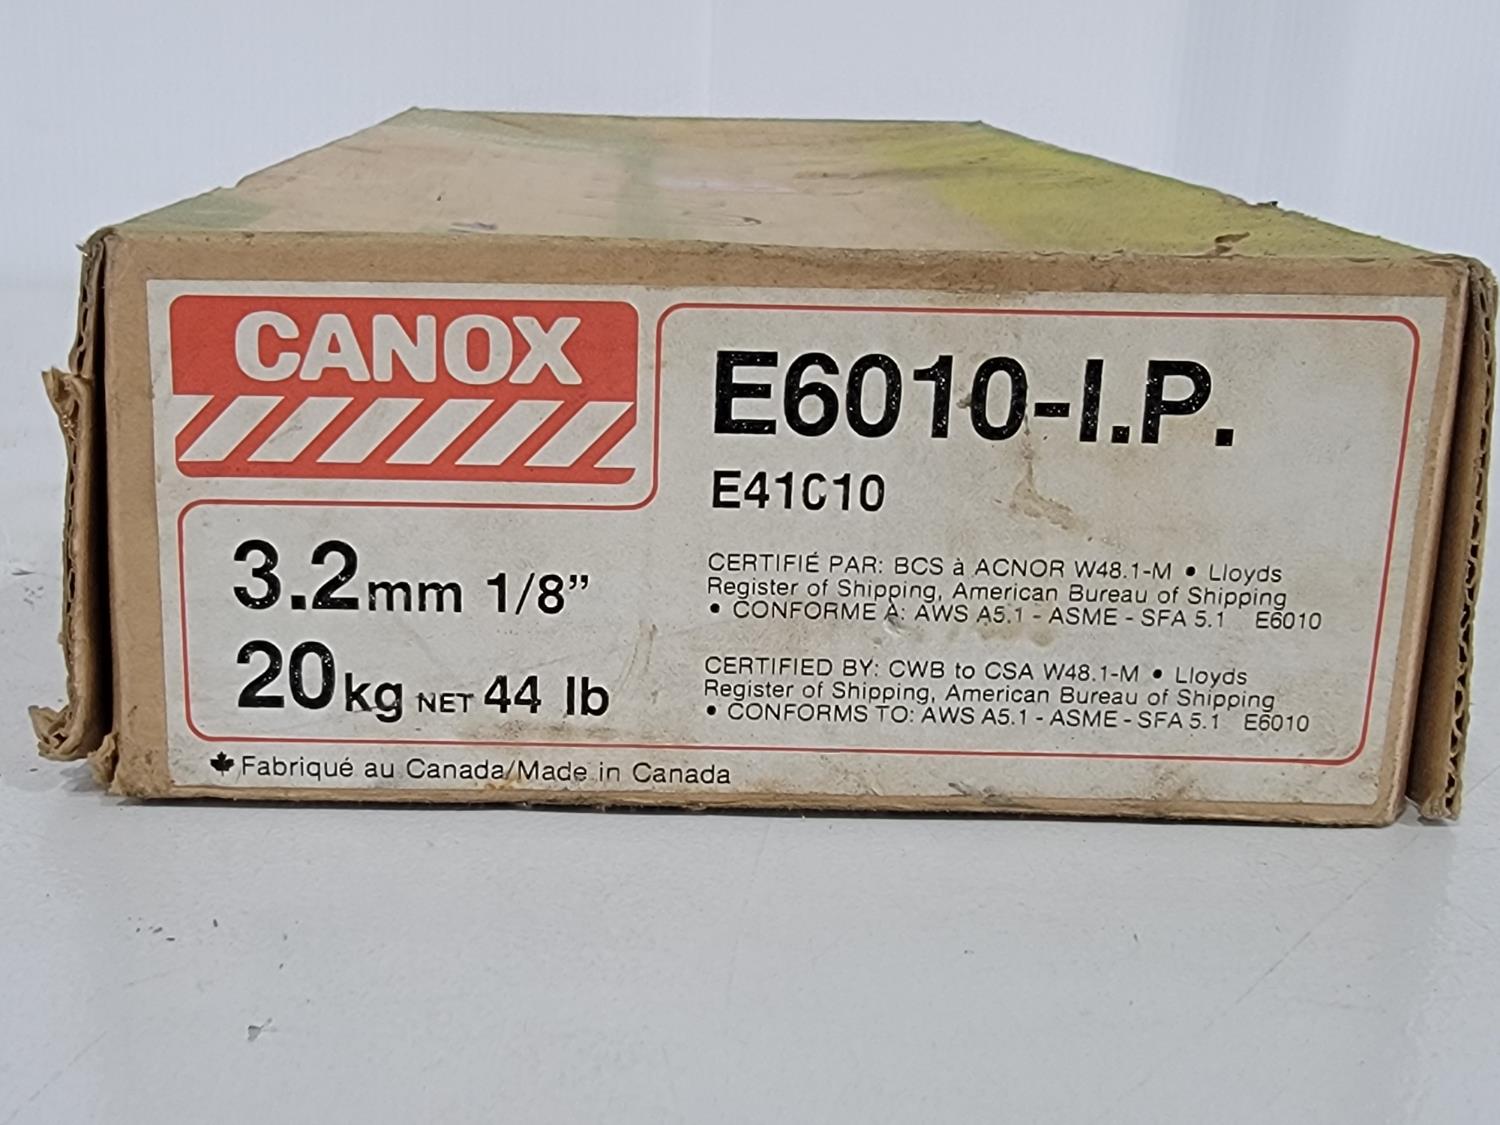 CANOX
E6010-I.P.
E41010
3.2mm 1/8”
20kg NET 44 lb
CERTIFIÉ PAR: BCS à ACNOR W48.1-M • Lloyds
Register of Shipping, American Bureau of Shipping
• CONFORME À: AWS A5.1 - ASME - SFA 5.1 E6010
CERTIFIED BY: CWB to CSA W48.1-M • Lloyds
Register of Shipping, American Bureau of Shipping
• CONFORMS TO: AWS A5.1 - ASME - SFA 5.1 E6010
Fabriqué au Canada/Made in Canada